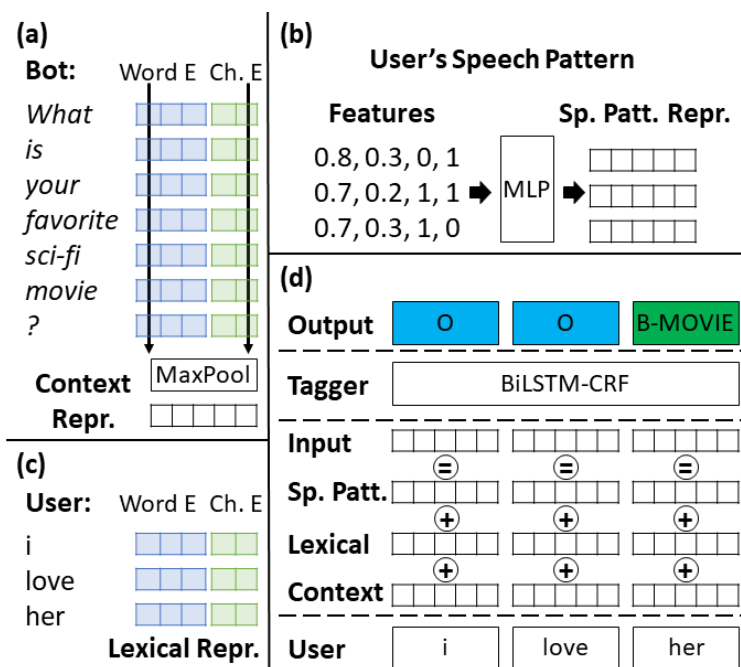 (a)
Bot: Word E Ch. E
What
is
your
favorite
sci-fi
movie
?
MaxPool
Context
Repr.
(b)
User's Speech Pattern
Features Sp. Patt. Repr.
0.8, 0.3, 0, 1
0.7, 0.2, 1, 1
0.7, 0.3, 1, 0
MLP
(c)
User: Word E Ch. E
i
love
her
Lexical Repr.
(d)
Output O O B-MOVIE
Tagger BiLSTM-CRF
Input
= = =
Sp. Patt.
+ + +
Lexical
+ + +
Context
User i love her